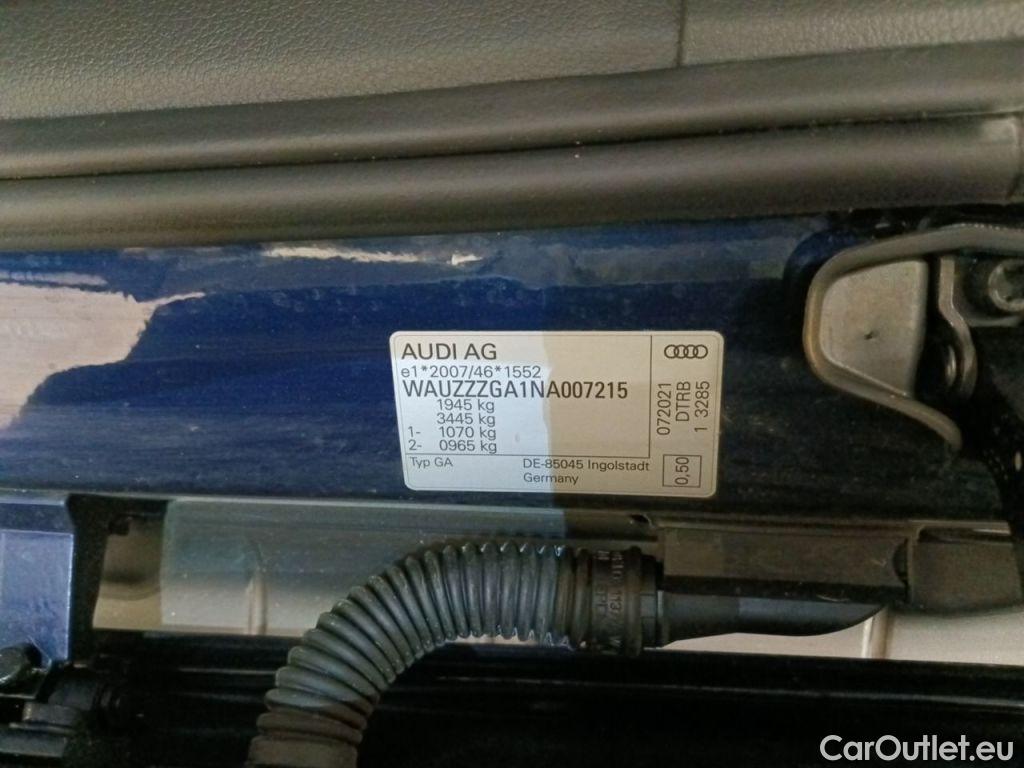 AUDI AG
e1*2007/46*1552
WAUZZZGA1NA007215
1945 kg
3445 kg
1- 1070 kg
2- 0965 kg
Typ GA
DE-85045 Ingolstadt
Germany
072021
DTRB
1 3285
0,50
CarOutlet.eu